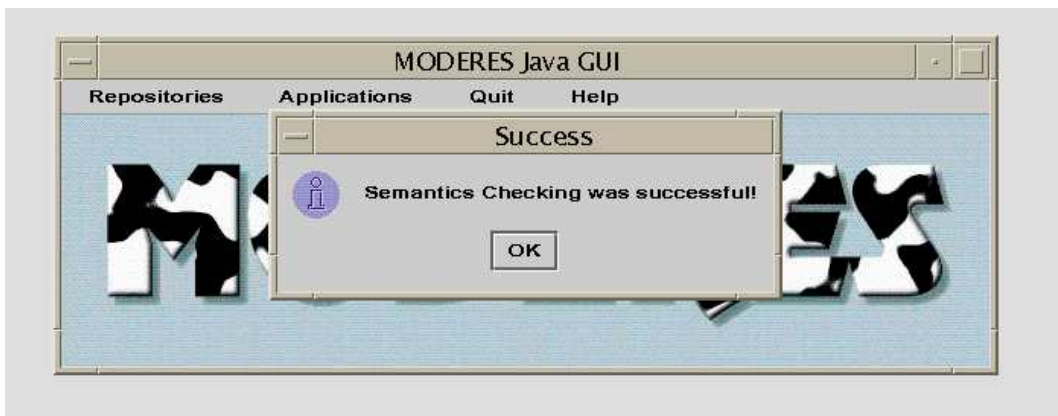 MODERES Java GUI
Repositories Applications Quit Help
Success
Semantics Checking was successful!
OK